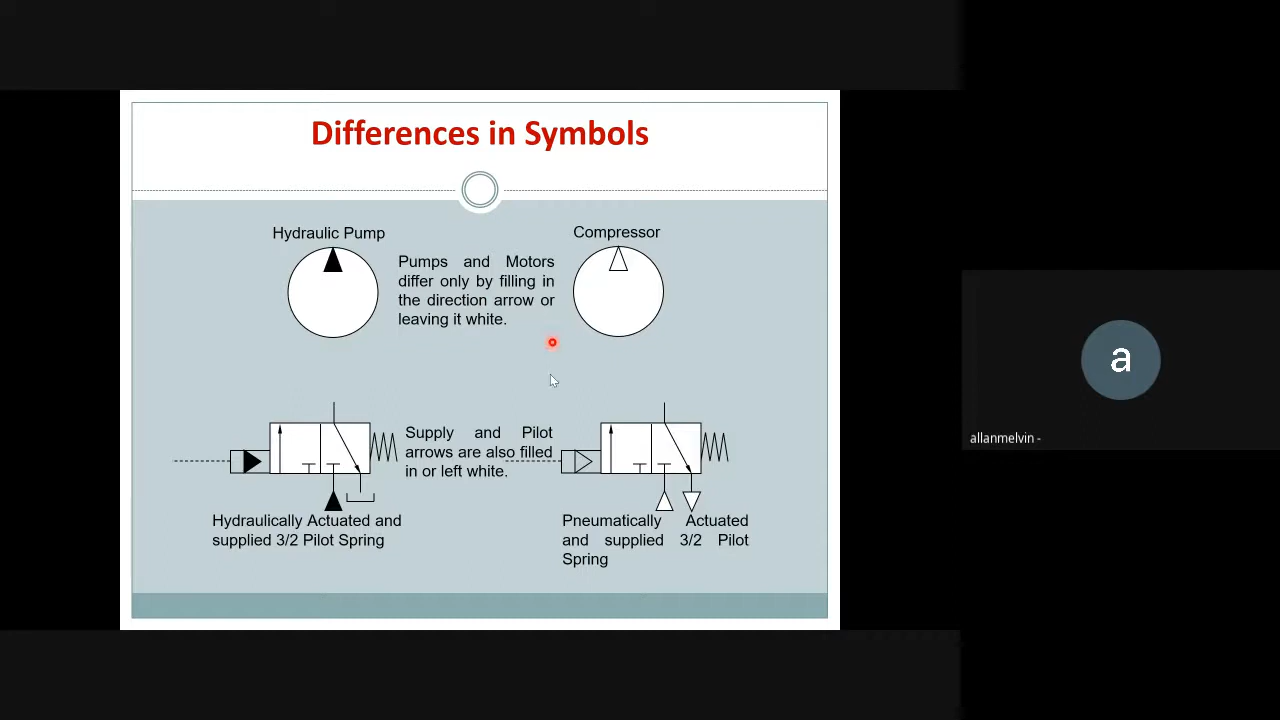 Differences in Symbols
Hydraulic Pump
Compressor
Pumps and Motors
differ only by filling in
the direction arrow or
leaving it white.
Supply and Pilot
arrows are also filled
in or left white.
Hydraulically Actuated and
supplied 3/2 Pilot Spring
Pneumatically Actuated
and supplied 3/2 Pilot
Spring
a
allanmelvin -